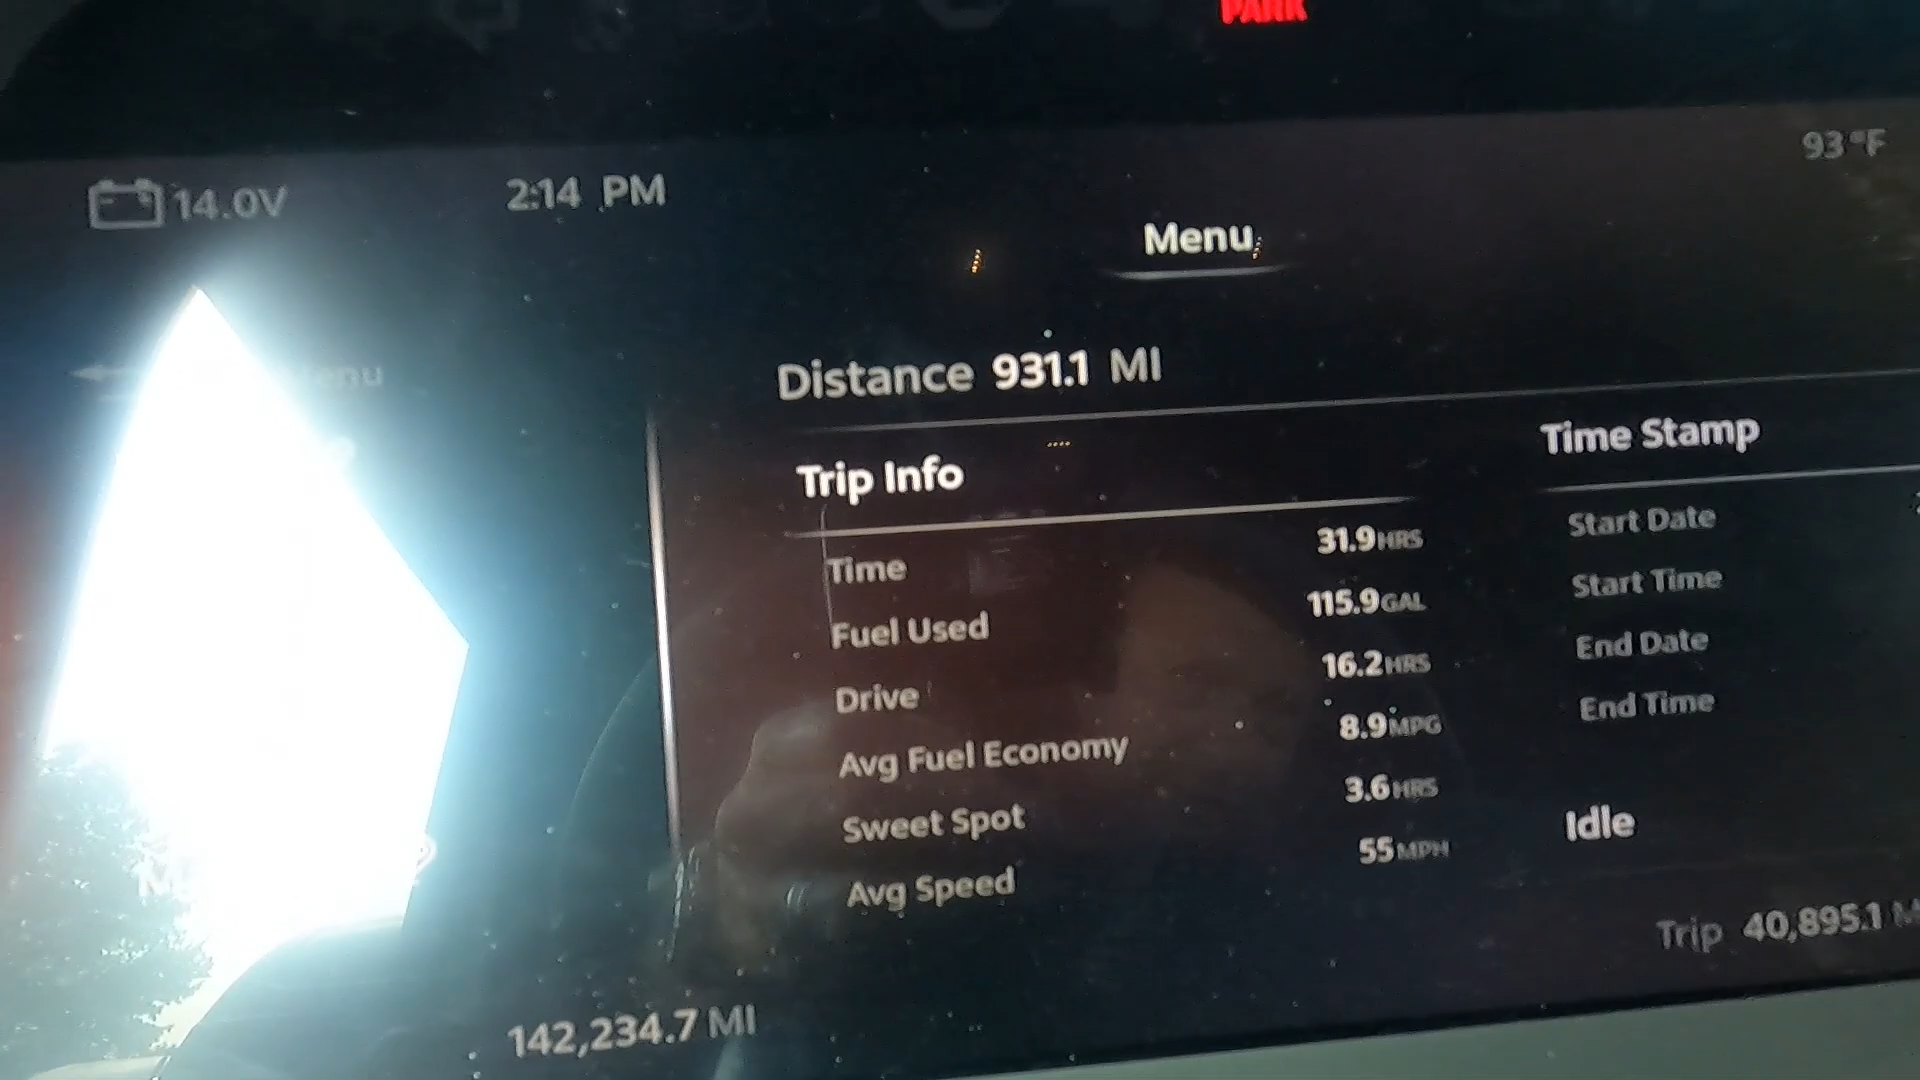 PARK
14.0V
2:14 PM
93°F
Menu
Distance 931.1 MI
Trip Info
Time 31.9HRS
Fuel Used 115.9GAL
Drive 16.2HRS
Avg Fuel Economy 8.9MPG
Sweet Spot 3.6HRS
Avg Speed 55MPH
Time Stamp
Start Date
Start Time
End Date
End Time
Idle
Trip 40,895.1
142,234.7 MI